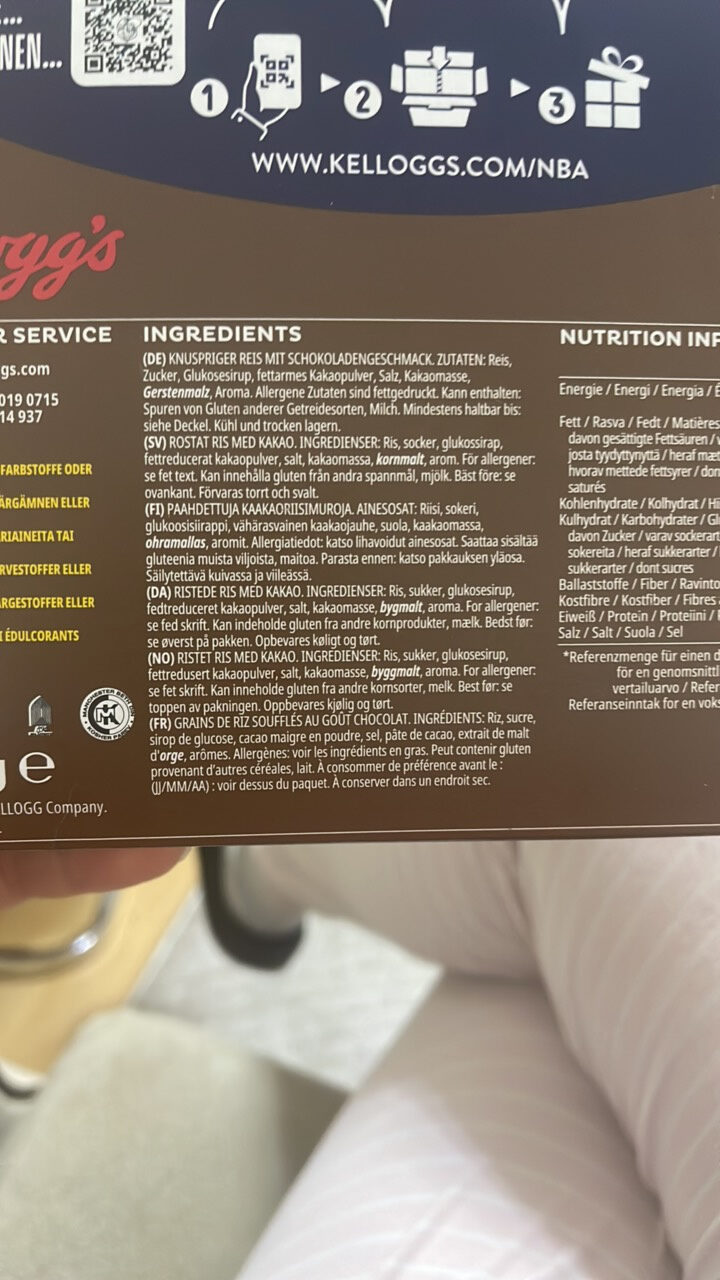 ...
NEN...
1
2
3
WWW.KELLOGGS.COM/NBA
ogg's
R SERVICE
gs.com
019 0715
14 937
FARBSTOFFE ODER
ÄRGÄMNEN ELLER
RIAINEITA TAI
RVESTOFFER ELLER
ARGESTOFFER ELLER
I ÉDULCORANTS
MANCHESTER BETH DIN
KOSHER PARVE
e
LLOGG Company.
INGREDIENTS
(DE) KNUSPRIGER REIS MIT SCHOKOLADENGESCHMACK. ZUTATEN: Reis,
Zucker, Glukosesirup, fettarmes Kakaopulver, Salz, Kakaomasse,
Gerstenmalz, Aroma. Allergene Zutaten sind fettgedruckt. Kann enthalten:
Spuren von Gluten anderer Getreidesorten, Milch. Mindestens haltbar bis:
siehe Deckel. Kühl und trocken lagern.
(SV) ROSTAT RIS MED KAKAO. INGREDIENSER: Ris, socker, glukossirap,
fettreducerat kakaopulver, salt, kakaomassa, kornmalt, arom. För allergener:
se fet text. Kan innehålla gluten från andra spannmål, mjölk. Bäst före: se
ovankant. Förvaras torrt och svalt.
(FI) PAAHDETTUJA KAAKAORIISIMUROJA. AINESOSAT: Riisi, sokeri,
glukoosiirappi, vähärasvainen kaakaojauhe, suola, kaakaomassa,
ohramallas, aromit. Allergiatiedot: katso lihavoidut ainesosat. Saattaa sisältää
gluteenia muista viljoista, maitoa. Parasta ennen: katso pakkauksen yläosa.
Säilytettävä kuivassa ja viileässä.
(DA) RISTEDE RIS MED KAKAO. INGREDIENSER: Ris, sukker, glukosesirup,
fedtreduceret kakaopulver, salt, kakaomasse, bygmalt, aroma. For allergener:
se fed skrift. Kan indeholde gluten fra andre kornprodukter, mælk. Bedst før:
se øverst på pakken. Opbevares køligt og tørt.
(NO) RISTET RIS MED KAKAO. INGREDIENSER: Ris, sukker, glukosesirup,
fettredusert kakaopulver, salt, kakaomasse, byggmalt, aroma. For allergener:
se fet skrift. Kan inneholde gluten fra andre kornsorter, melk. Best før: se
toppen av pakningen. Oppbevares kjølig og tørt.
(FR) GRAINS DE RIZ SOUFFLÉS AU GOÛT CHOCOLAT. INGRÉDIENTS: Riz, sucre,
sirop de glucose, cacao maigre en poudre, sel, pâte de cacao, extrait de malt
d'orge, arômes. Allergènes: voir les ingrédients en gras. Peut contenir gluten
provenant d'autres céréales, lait. À consommer de préférence avant le :
(JJ/MM/AA) : voir dessus du paquet. À conserver dans un endroit sec.
NUTRITION INF
Energie / Energi / Energia / É
Fett / Rasva / Fedt / Matières
davon gesättigte Fettsäuren / v
josta tyydyttynyttä / heraf mæt
hvorav mettede fettsyrer / don
saturés
Kohlenhydrate / Kolhydrat / Hi
Kulhydrat / Karbohydrater / Gl
davon Zucker / varav sockerart
sokereita / heraf sukkerarter /
sukkerarter / dont sucres
Ballaststoffe / Fiber / Ravinto
Kostfibre / Kostfiber / Fibres
Eiweiß / Protein / Proteiini /
Salz / Salt / Suola / Sel
*Referenzmenge für einen d
för en genomsnittl
vertailuarvo / Refer
Referanseinntak for en voks